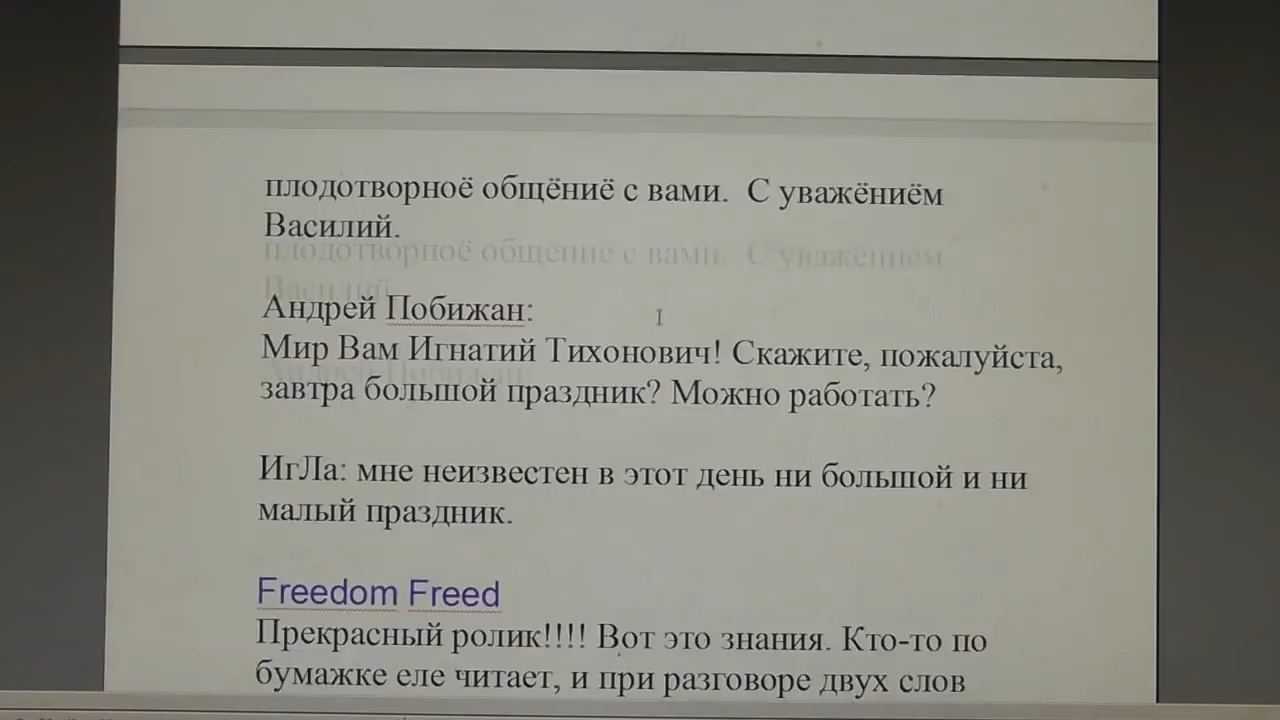 плодотворноё общёниё с вами.  С уважёниём
Василий.
Андрей Побижан:
Мир Вам Игнатий Тихонович! Скажите, пожалуйста,
завтра большой праздник? Можно работать?
ИгЛа: мне неизвестен в этот день ни большой и ни
малый праздник.
Freedom Freed
Прекрасный ролик!!!! Вот это знания. Кто-то по
бумажке еле читает, и при разговоре двух слов